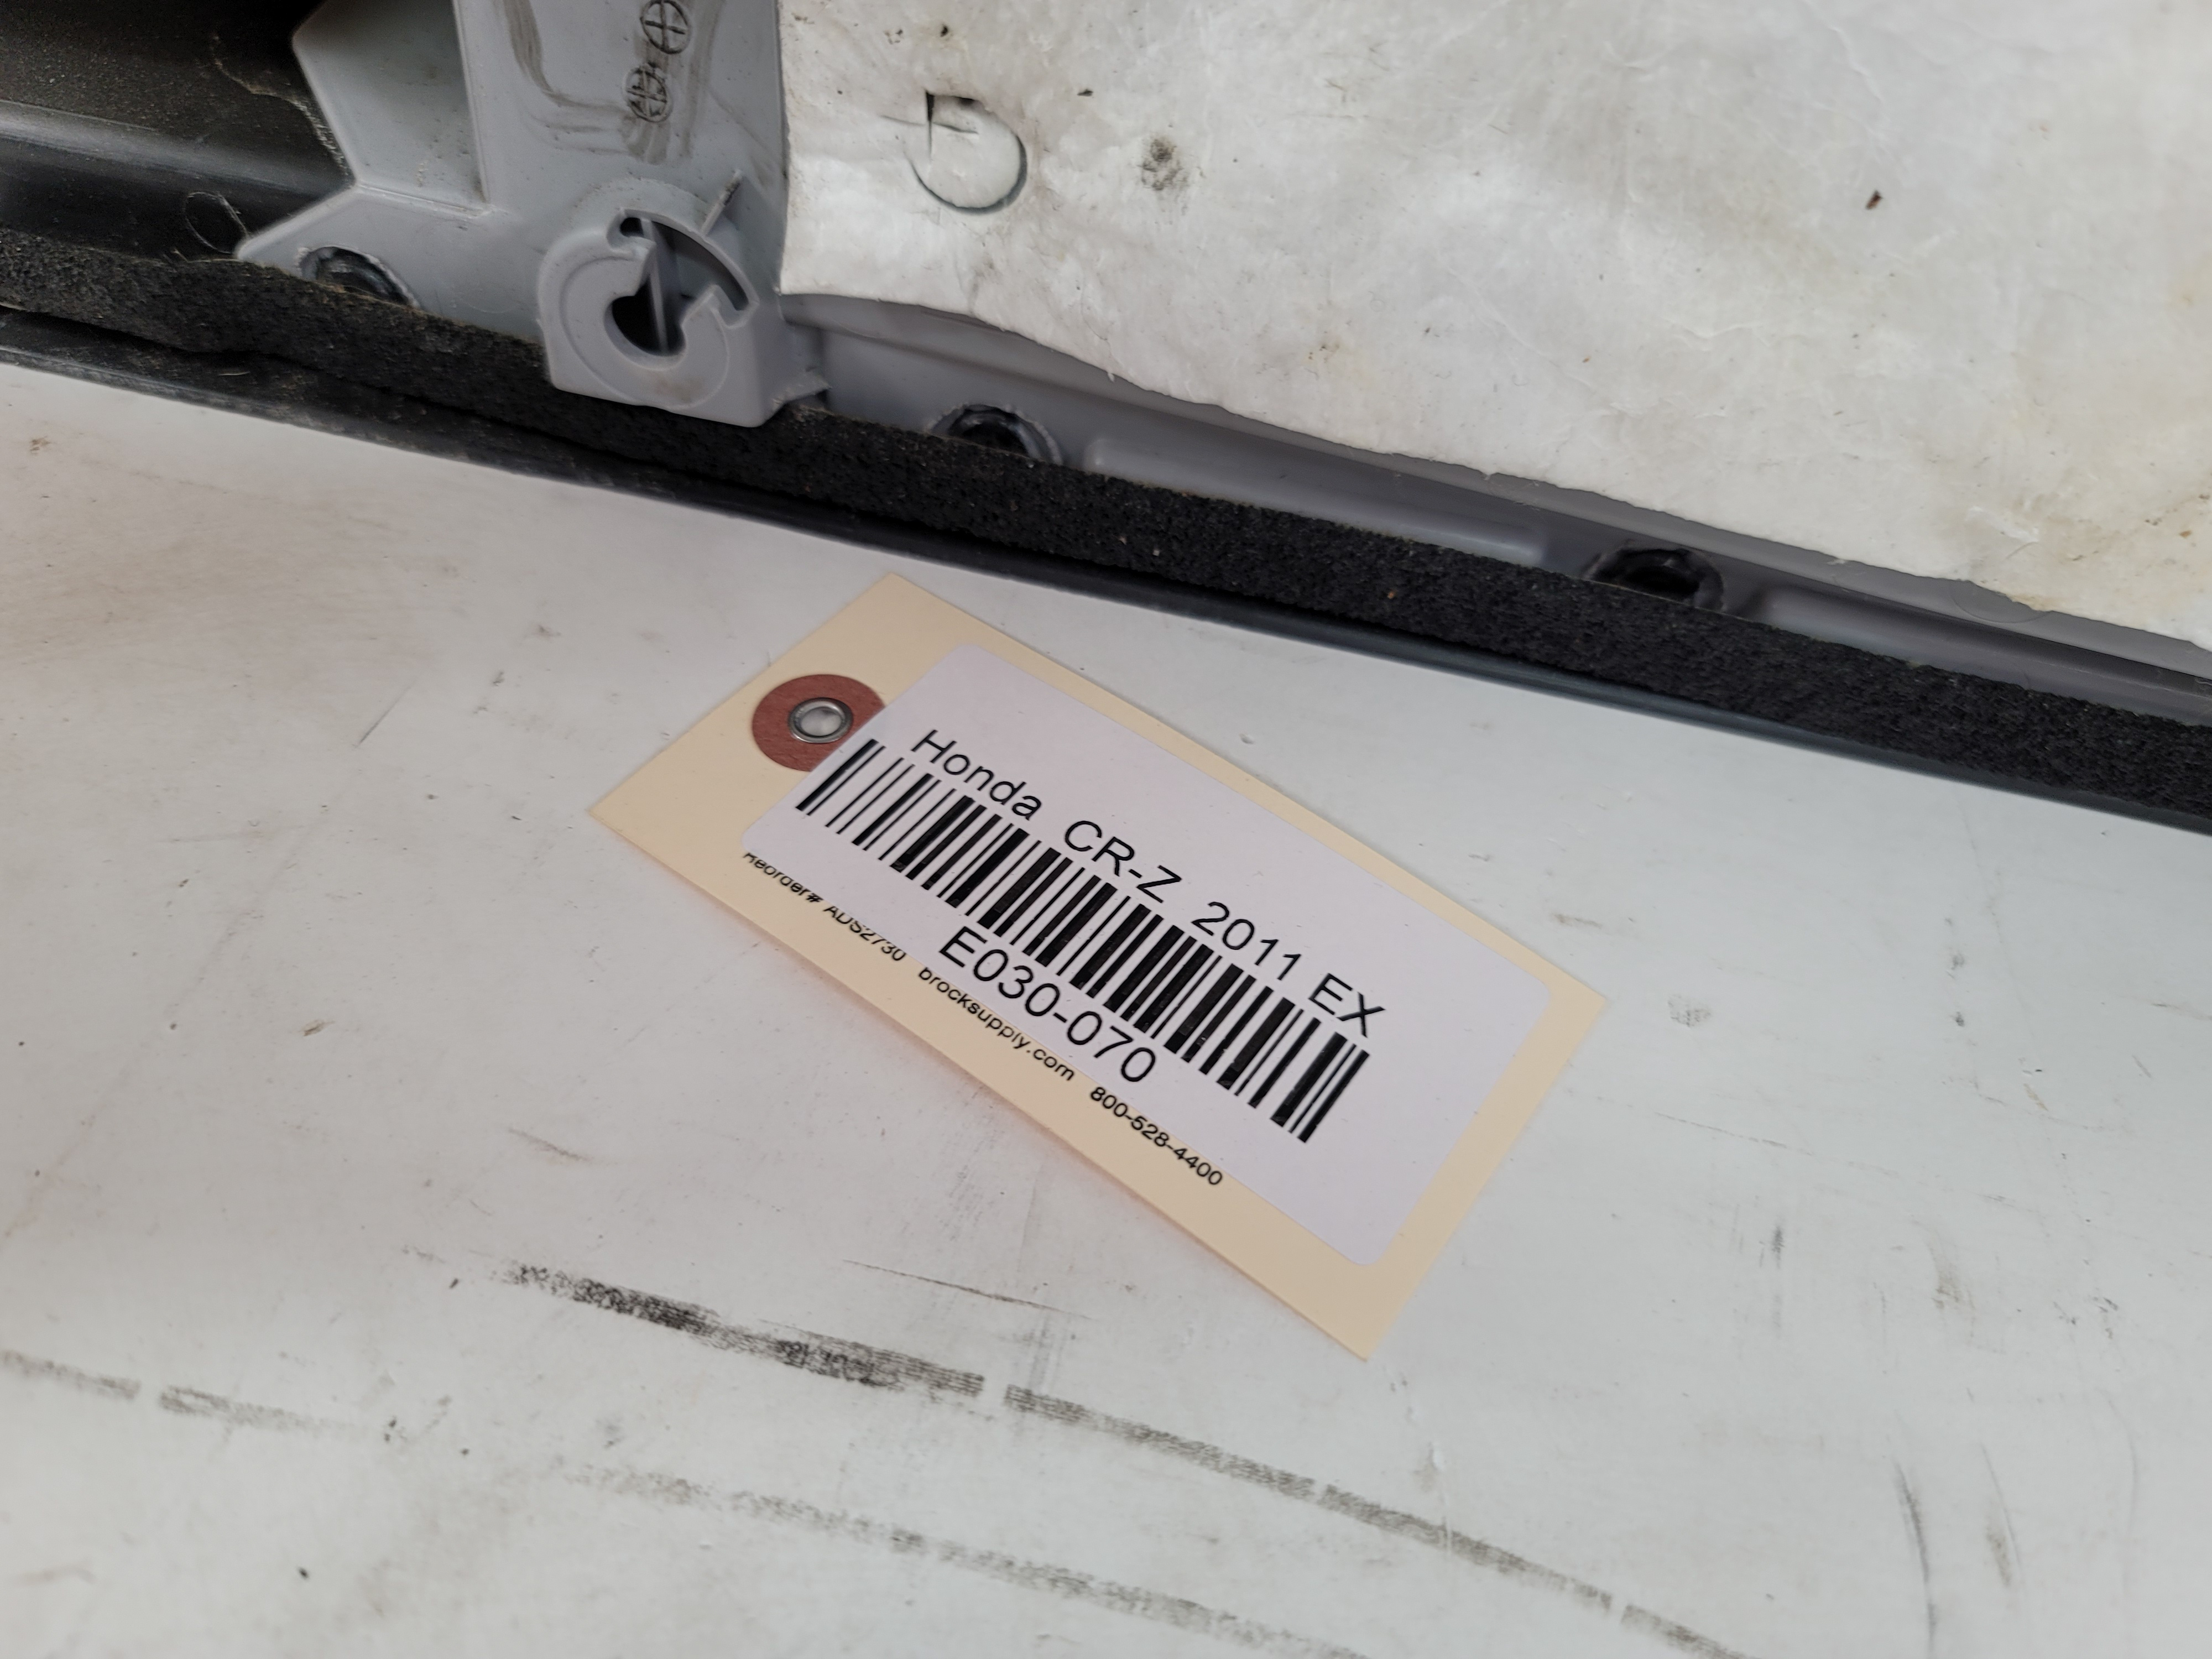 Honda CR-Z 2011 EX
E030-070
Reorder# ADS2730 brocksupply.com 800-528-4400